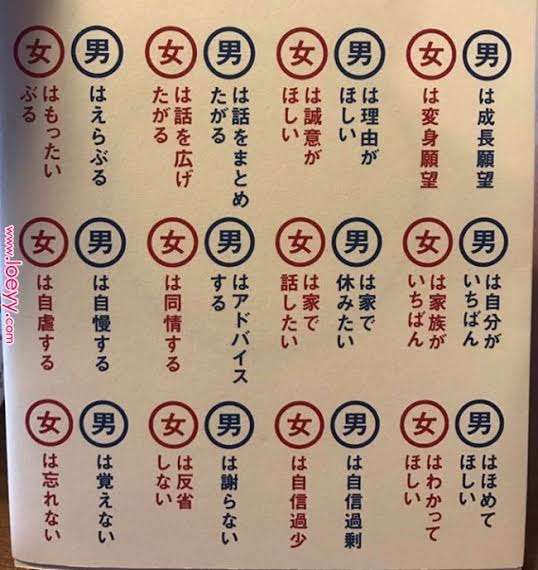 男は成長願望
女は変身願望
男は理由が
ほしい
女は誠意が
ほしい
男は話をまとめ
たがる
女は話を広げ
たがる
男はえらぶる
女はもったい
ぶる
男は自分が
いちばん
女は家族が
いちばん
男は家で
休みたい
女は家で
話したい
男はアドバイス
する
女は同情する
男は自慢する
女は自虐する
男はほめて
ほしい
女はわかって
ほしい
男は自信過剰
女は自信過少
男は謝らない
女は反省
しない
男は覚えない
女は忘れない
www.Joeyy.com